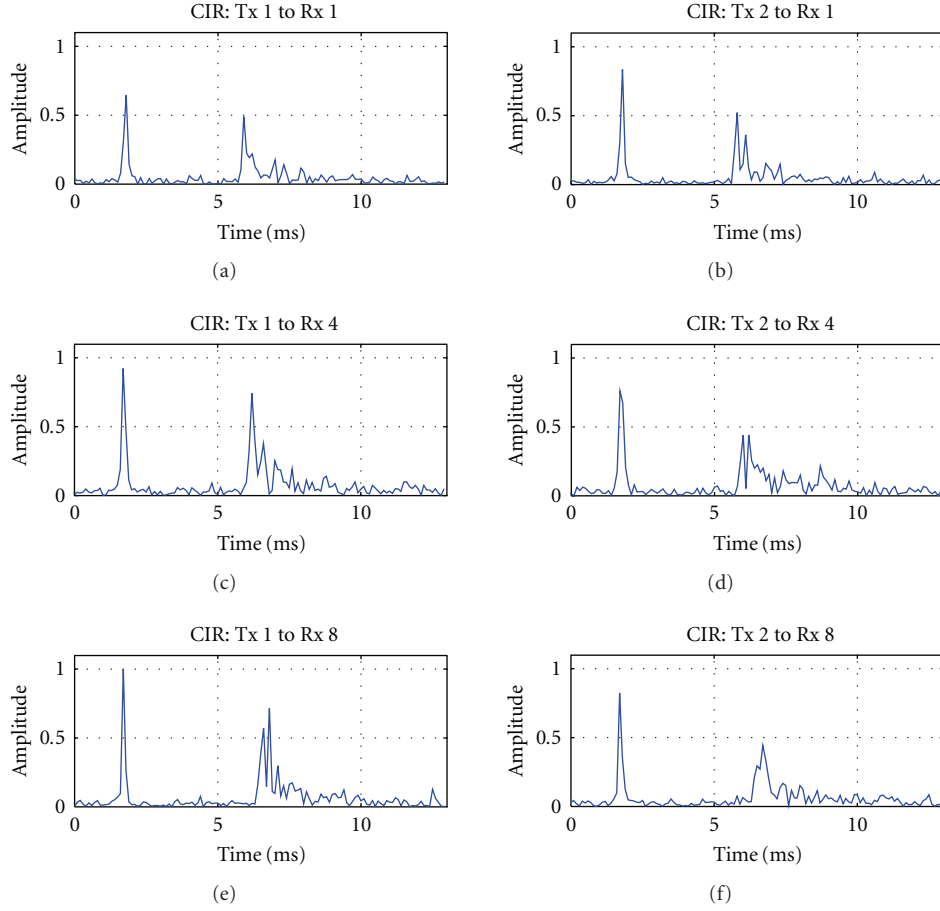 CIR: Tx 1 to Rx 1
1
0.5
0
Amplitude
0 5 10
Time (ms)
(a)
CIR: Tx 2 to Rx 1
1
0.5
0
Amplitude
0 5 10
Time (ms)
(b)
CIR: Tx 1 to Rx 4
1
0.5
0
Amplitude
0 5 10
Time (ms)
(c)
CIR: Tx 2 to Rx 4
1
0.5
0
Amplitude
0 5 10
Time (ms)
(d)
CIR: Tx 1 to Rx 8
1
0.5
0
Amplitude
0 5 10
Time (ms)
(e)
CIR: Tx 2 to Rx 8
1
0.5
0
Amplitude
0 5 10
Time (ms)
(f)